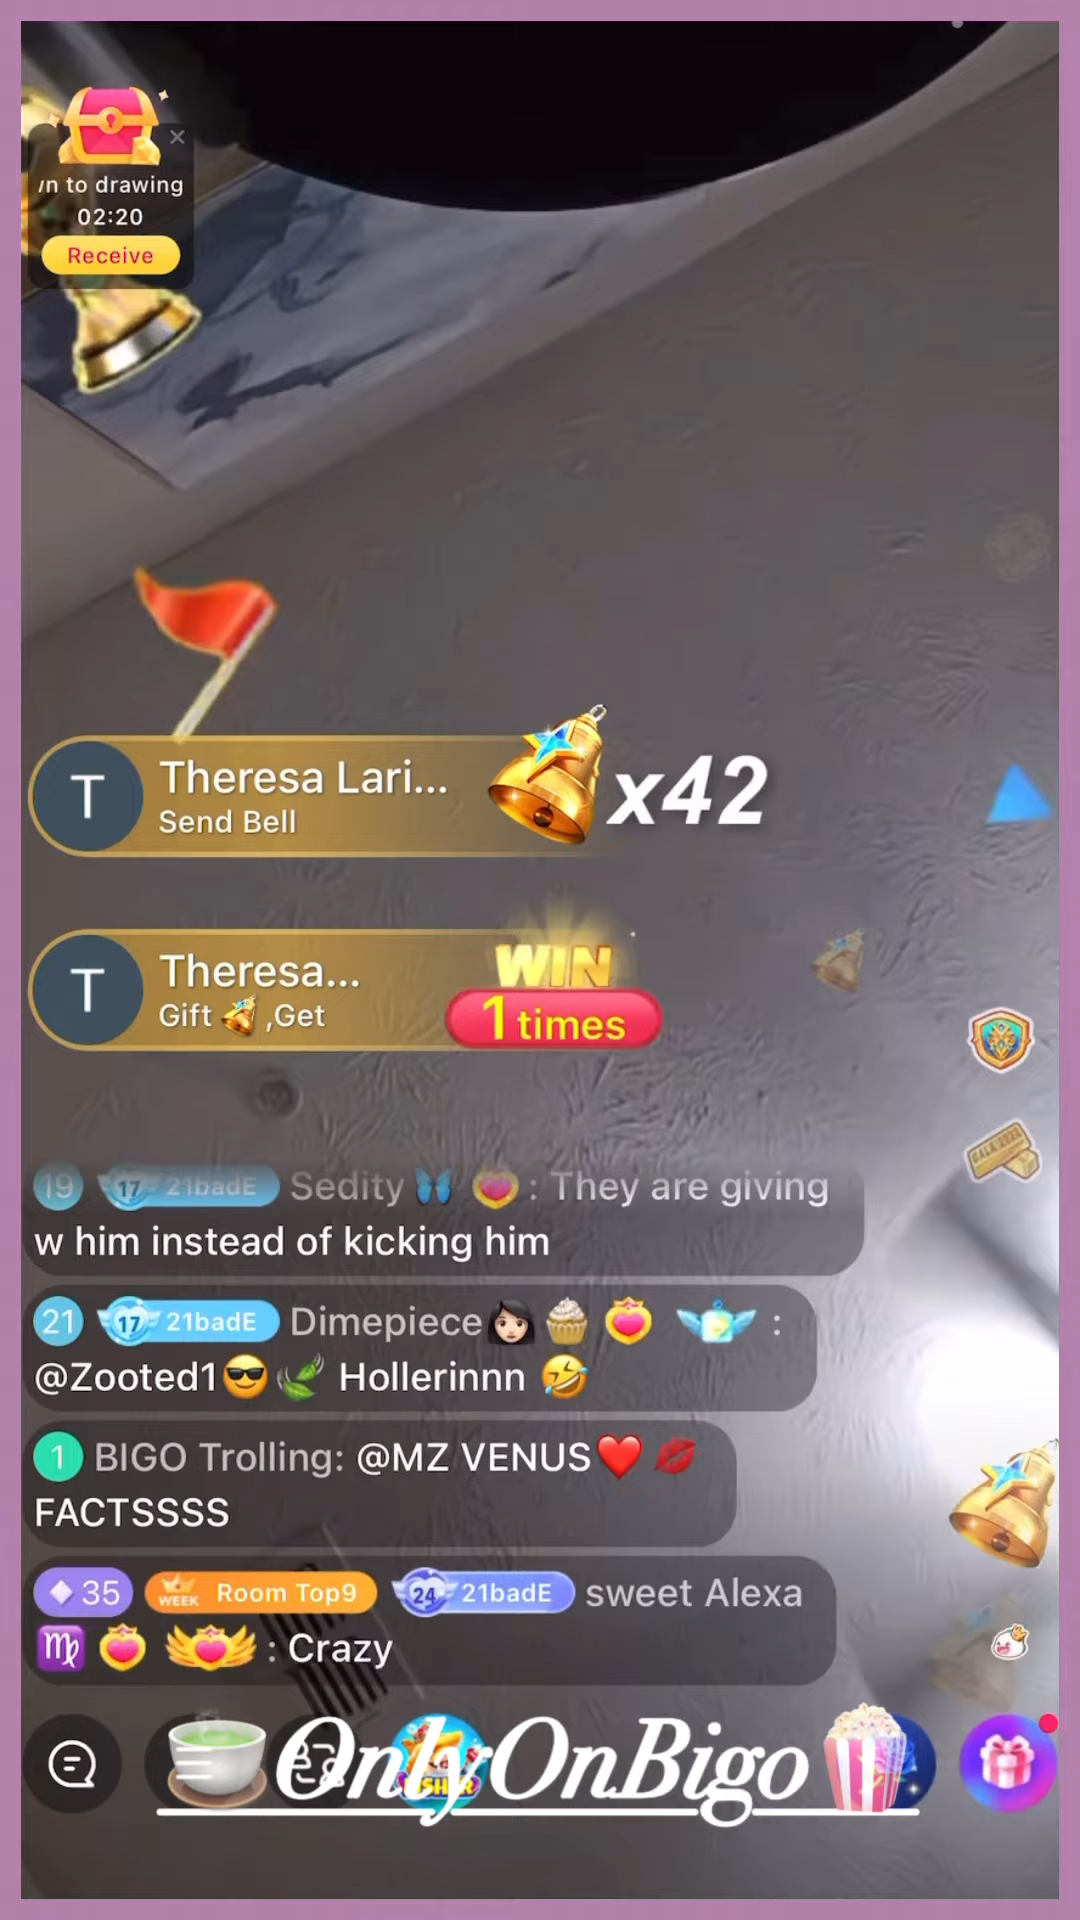 n to drawing
02:20
Receive
T
Theresa Lari...
Send Bell
x42
T
Theresa...
Gift 🔔 ,Get
WIN
1 times
19 17 21badE Sedity🦋 : They are giving
w him instead of kicking him
21 17 21badE Dimepiece👩🏻🧁 :
@Zooted1😎🍃 Hollerinnn 🤣
1 BIGO Trolling: @MZ VENUS❤️💋
FACTSSSS
35 WEEK Room Top9 24 21badE sweet Alexa
♍ : Crazy
GALA
🍵OnlyOnBigo🍿